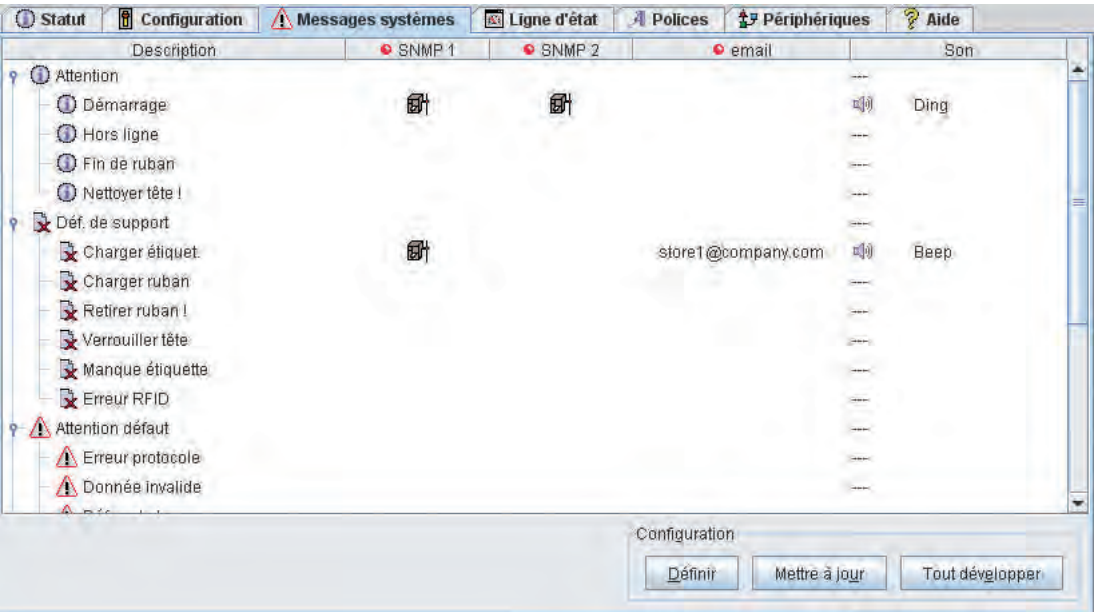 Statut Configuration Messages systèmes Ligne d'état Polices Périphériques Aide
Description SNMP 1 SNMP 2 email Son
Attention ---
Démarrage Ding
Hors ligne ---
Fin de ruban ---
Nettoyer tête ! ---
Déf. de support ---
Charger étiquet. store1@company.com Beep
Charger ruban ---
Retirer ruban ! ---
Verrouiller tête ---
Manque étiquette ---
Erreur RFID ---
Attention défaut ---
Erreur protocole ---
Donnée invalide ---
Configuration
Définir Mettre à jour Tout développer